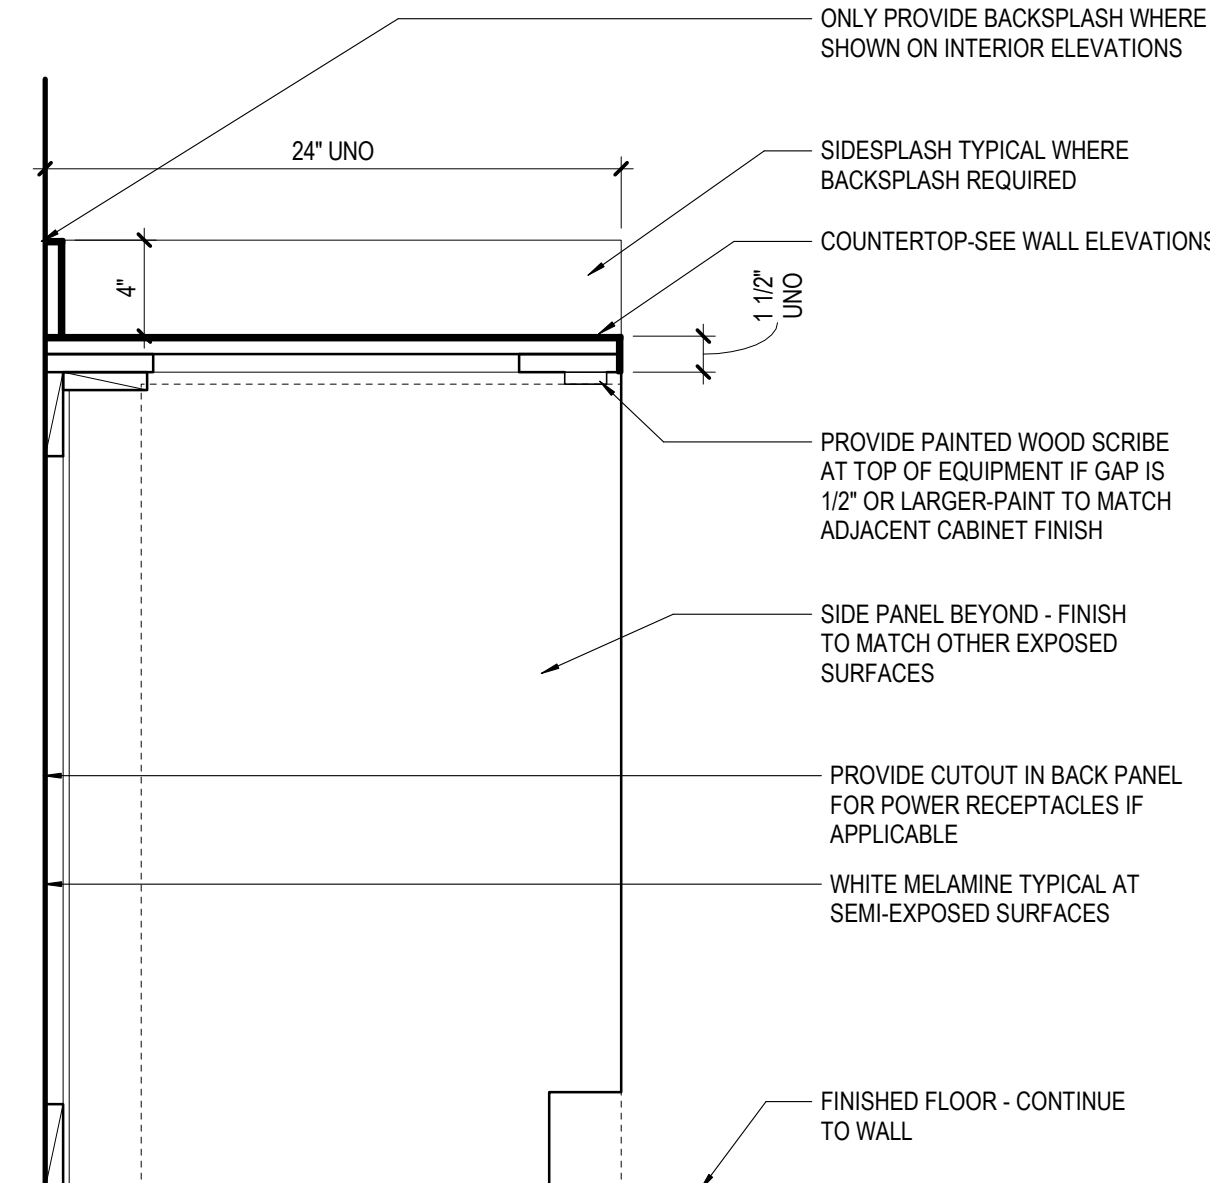 ONLY PROVIDE BACKSPLASH WHERE
SHOWN ON INTERIOR ELEVATIONS
24" UNO
SIDESPLASH TYPICAL WHERE
BACKSPLASH REQUIRED
COUNTERTOP-SEE WALL ELEVATIONS
4"
1 1/2"
UNO
PROVIDE PAINTED WOOD SCRIBE
AT TOP OF EQUIPMENT IF GAP IS
1/2" OR LARGER-PAINT TO MATCH
ADJACENT CABINET FINISH
SIDE PANEL BEYOND - FINISH
TO MATCH OTHER EXPOSED
SURFACES
PROVIDE CUTOUT IN BACK PANEL
FOR POWER RECEPTACLES IF
APPLICABLE
WHITE MELAMINE TYPICAL AT
SEMI-EXPOSED SURFACES
FINISHED FLOOR - CONTINUE
TO WALL